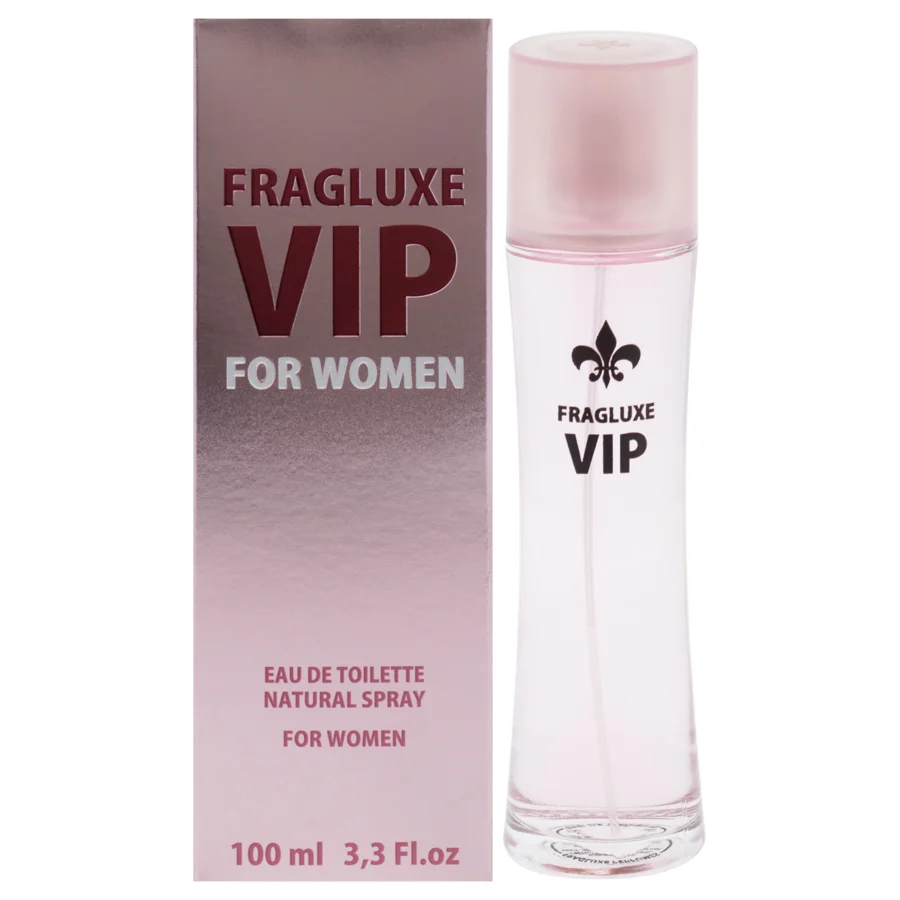 FRAGLUXE
VIP
FOR WOMEN
EAU DE TOILETTE
NATURAL SPRAY
FOR WOMEN
100 ml 3,3 Fl.oz
FRAGLUXE
VIP